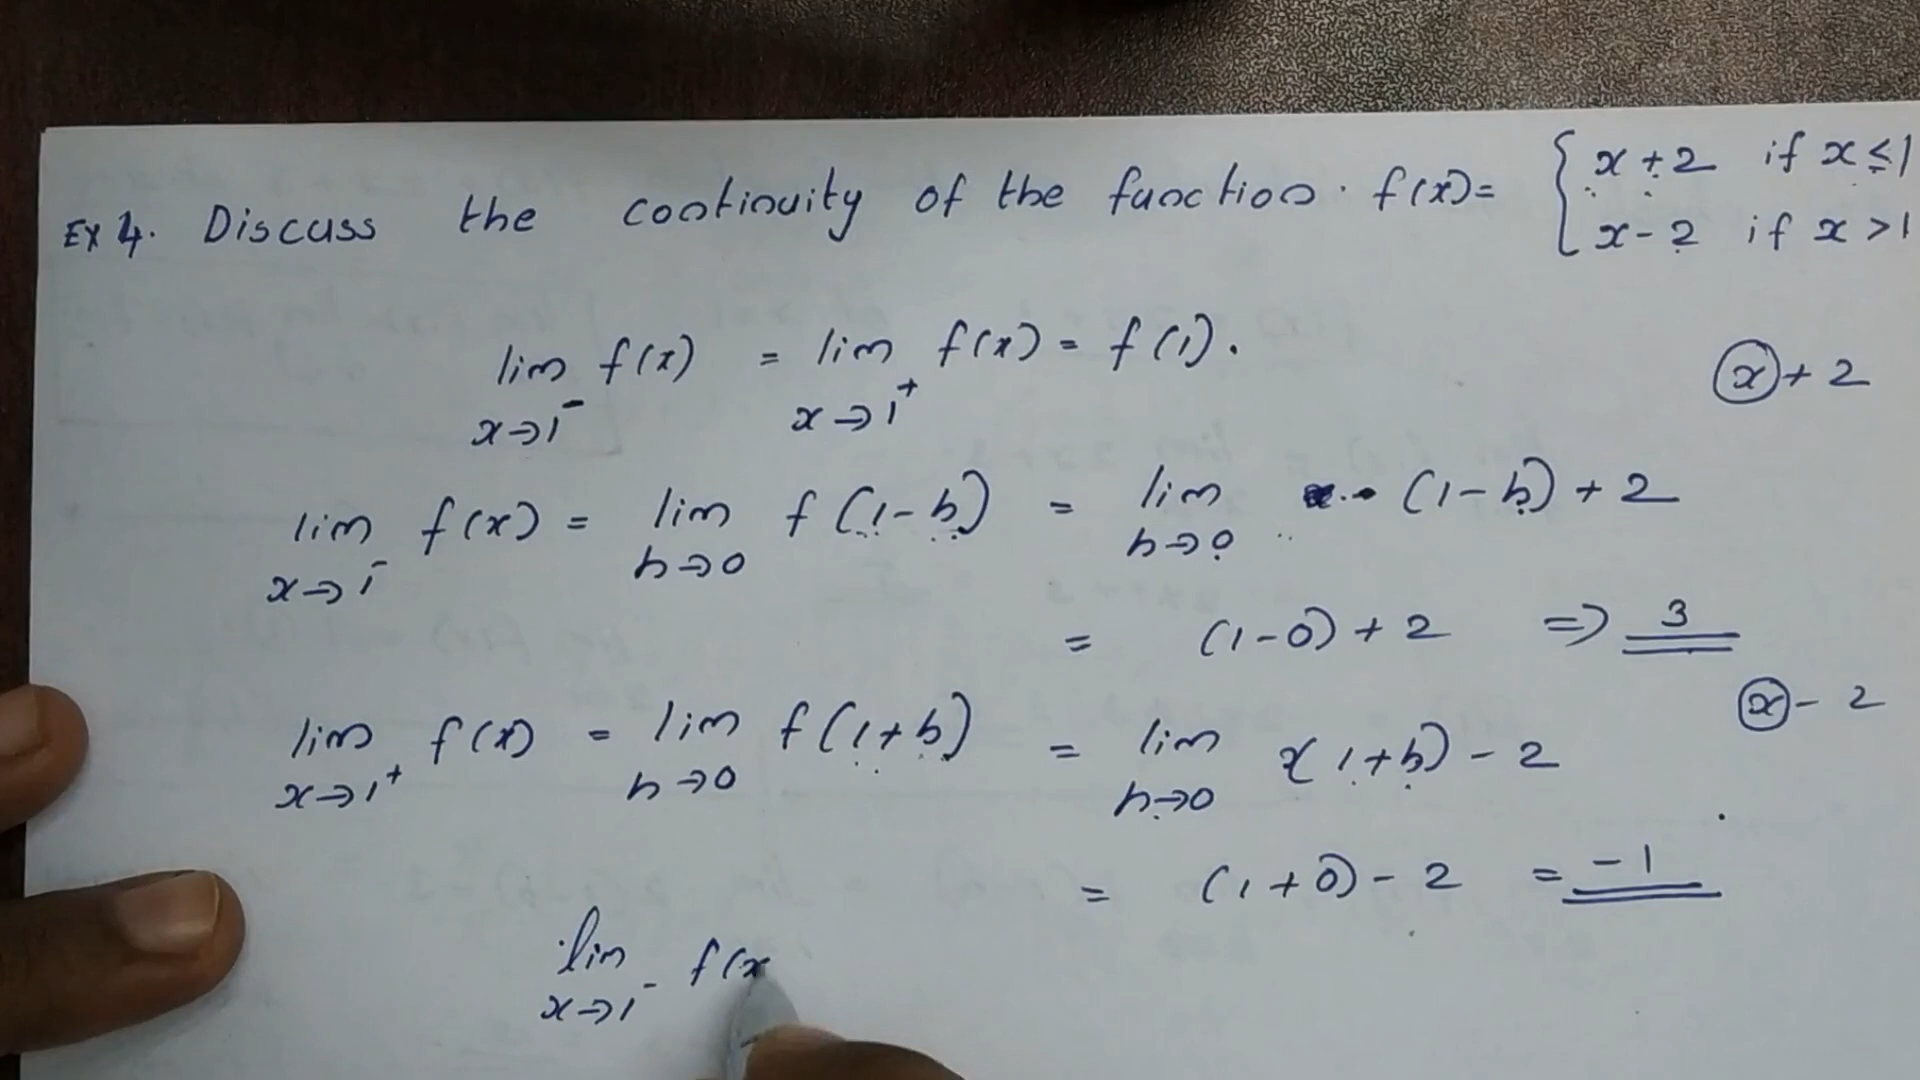 Ex 4. Discuss the continuity of the function. f(x) = { x + 2 if x ≤ 1
x - 2 if x > 1
lim x→1⁻ f(x) = lim x→1⁺ f(x) = f(1).
x + 2
lim x→1⁻ f(x) = lim h→0 f(1-h) = lim h→0 (1-h) + 2
= (1-0) + 2 ⇒ 3
x - 2
lim x→1⁺ f(x) = lim h→0 f(1+h) = lim h→0 (1+h) - 2
= (1+0) - 2 = -1
lim x→1⁻ f(x